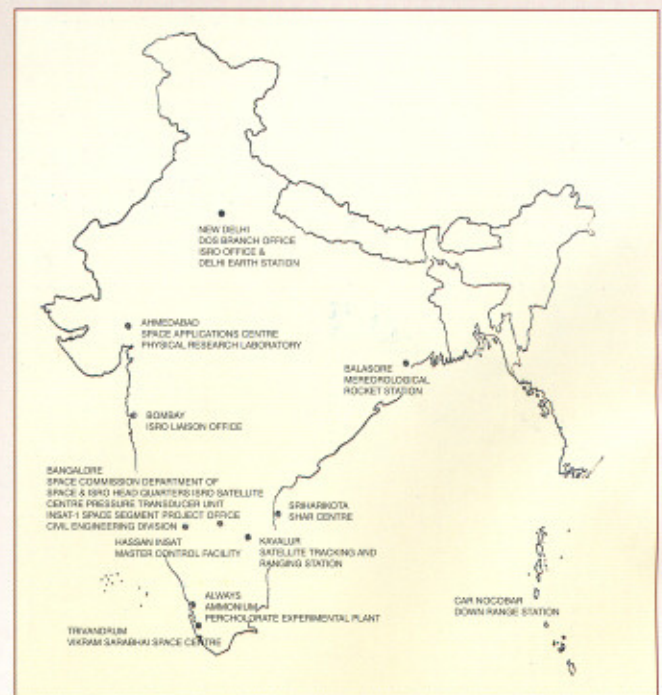 NEW DELHI
DOS BRANCH OFFICE
ISRO OFFICE &
DELHI EARTH STATION
AHMEDABAD
SPACE APPLICATIONS CENTRE
PHYSICAL RESEARCH LABORATORY
BALASORE
MEREOROLOGICAL
ROCKET STATION
BOMBAY
ISRO LIAISON OFFICE
BANGALORE
SPACE COMMISSION DEPARTMENT OF
SPACE & ISRO HEAD QUARTERS ISRO SATELLITE
CENTRE PRESSURE TRANSDUCER UNIT
INSAT-1 SPACE SEGMENT PROJECT OFFICE
CIVIL ENGINEERING DIVISION
SRIHARIKOTA
SHAR CENTRE
HASSAN INSAT
MASTER CONTROL FACILITY
KAVALUR
SATELLITE TRACKING AND
RANGING STATION
ALWAYS
AMMONIUM
PERCHOLORATE EXPERIMENTAL PLANT
CAR NOCOBAR
DOWN RANGE STATION
TRIVANDRUM
VIKRAM SARABHAI SPACE CENTRE